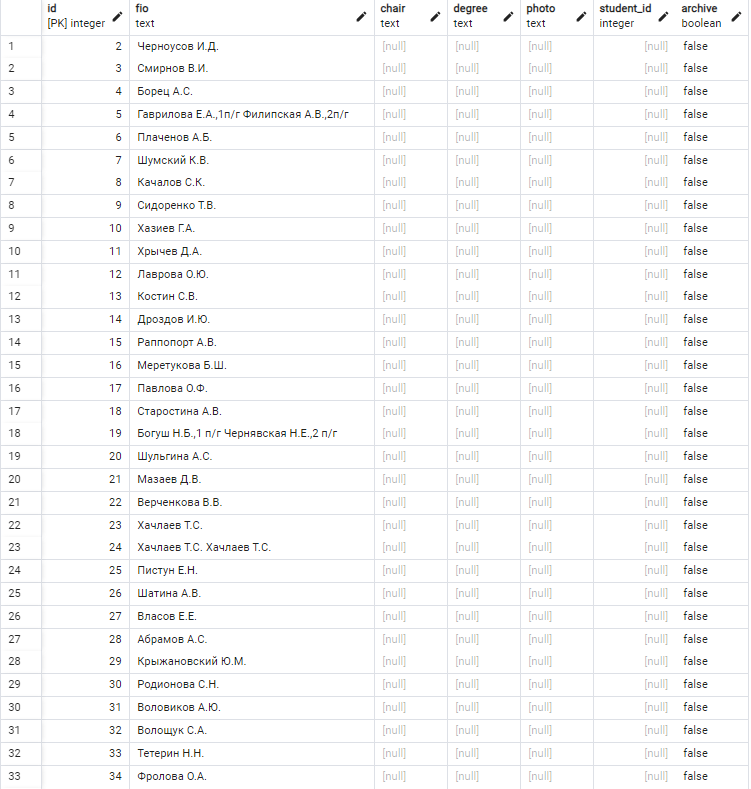 id fio chair degree photo student_id archive
[PK] integer text text text text integer boolean
1 2 Черноусов И.Д. [null] [null] [null] [null] false
2 3 Смирнов В.И. [null] [null] [null] [null] false
3 4 Борец А.С. [null] [null] [null] [null] false
4 5 Гаврилова Е.А.,1п/г Филипская А.В.,2п/г [null] [null] [null] [null] false
5 6 Плаченов А.Б. [null] [null] [null] [null] false
6 7 Шумский К.В. [null] [null] [null] [null] false
7 8 Качалов С.К. [null] [null] [null] [null] false
8 9 Сидоренко Т.В. [null] [null] [null] [null] false
9 10 Хазиев Г.А. [null] [null] [null] [null] false
10 11 Хрычев Д.А. [null] [null] [null] [null] false
11 12 Лаврова О.Ю. [null] [null] [null] [null] false
12 13 Костин С.В. [null] [null] [null] [null] false
13 14 Дроздов И.Ю. [null] [null] [null] [null] false
14 15 Раппопорт А.В. [null] [null] [null] [null] false
15 16 Меретукова Б.Ш. [null] [null] [null] [null] false
16 17 Павлова О.Ф. [null] [null] [null] [null] false
17 18 Старостина А.В. [null] [null] [null] [null] false
18 19 Богуш Н.Б.,1 п/г Чернявская Н.Е.,2 п/г [null] [null] [null] [null] false
19 20 Шульгина А.С. [null] [null] [null] [null] false
20 21 Мазаев Д.В. [null] [null] [null] [null] false
21 22 Верченкова В.В. [null] [null] [null] [null] false
22 23 Хачлаев Т.С. [null] [null] [null] [null] false
23 24 Хачлаев Т.С. Хачлаев Т.С. [null] [null] [null] [null] false
24 25 Пистун Е.Н. [null] [null] [null] [null] false
25 26 Шатина А.В. [null] [null] [null] [null] false
26 27 Власов Е.Е. [null] [null] [null] [null] false
27 28 Абрамов А.С. [null] [null] [null] [null] false
28 29 Крыжановский Ю.М. [null] [null] [null] [null] false
29 30 Родионова С.Н. [null] [null] [null] [null] false
30 31 Воловиков А.Ю. [null] [null] [null] [null] false
31 32 Волощук С.А. [null] [null] [null] [null] false
32 33 Тетерин Н.Н. [null] [null] [null] [null] false
33 34 Фролова О.А. [null] [null] [null] [null] false